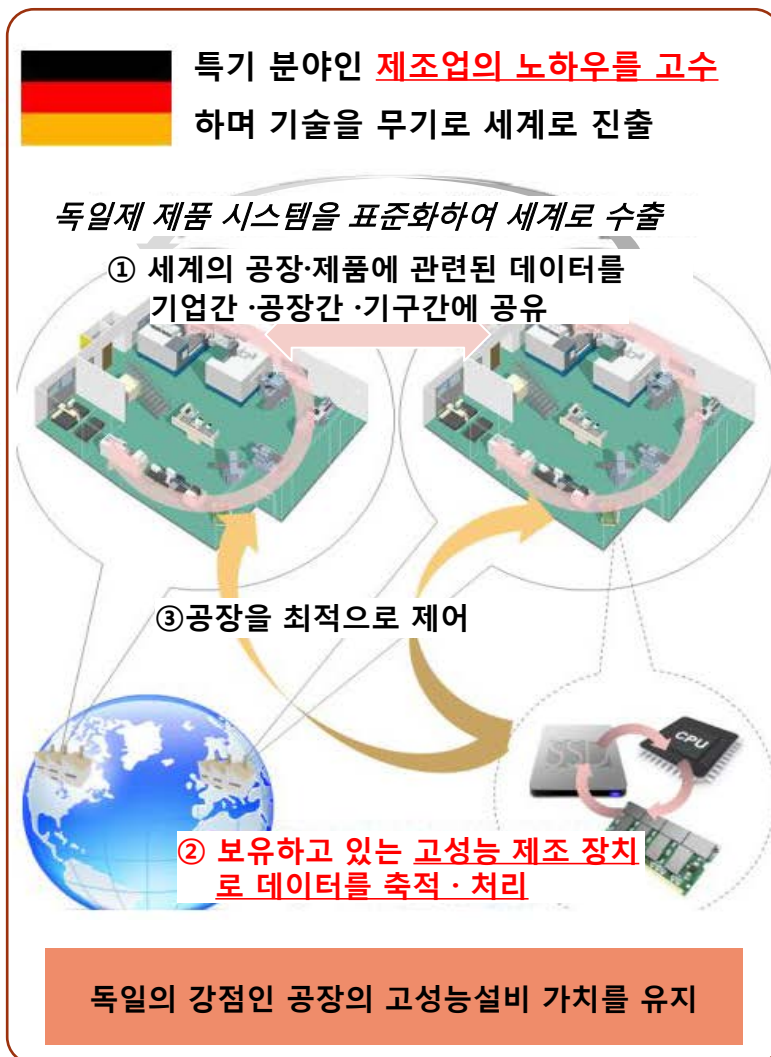 특기 분야인 제조업의 노하우를 고수
하며 기술을 무기로 세계로 진출
독일제 제품 시스템을 표준화하여 세계로 수출
① 세계의 공장·제품에 관련된 데이터를
기업간 ·공장간 ·기구간에 공유
③공장을 최적으로 제어
SSD
CPU
② 보유하고 있는 고성능 제조 장치
로 데이터를 축적 · 처리
독일의 강점인 공장의 고성능설비 가치를 유지